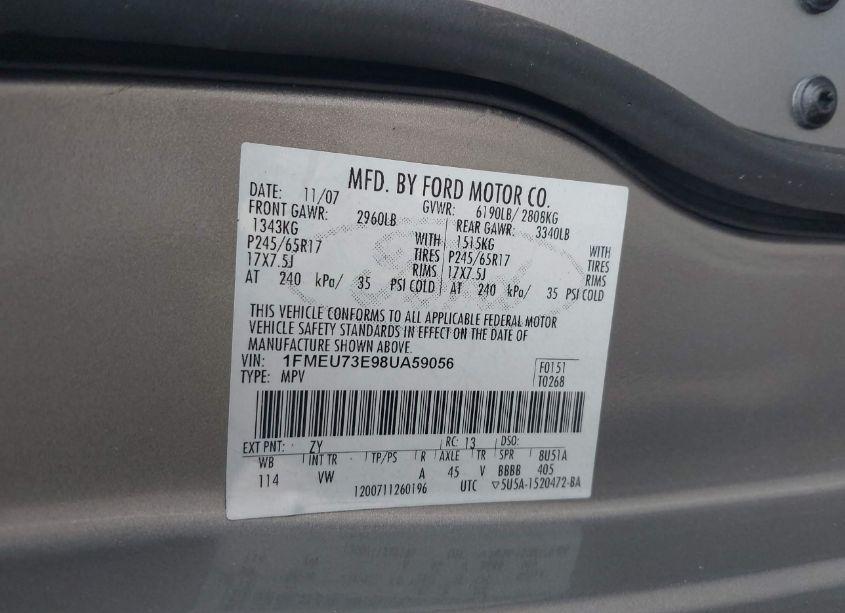 MFD. BY FORD MOTOR CO.
DATE: 11/07 GVWR: 6190LB/ 2808KG
FRONT GAWR: 2960LB REAR GAWR: 3340LB
1343KG WITH 1515KG WITH
P245/65R17 TIRES P245/65R17 TIRES
17X7.5J RIMS 17X7.5J RIMS
AT 240 kPa/ 35 PSI COLD AT 240 kPa/ 35 PSI COLD
THIS VEHICLE CONFORMS TO ALL APPLICABLE FEDERAL MOTOR
VEHICLE SAFETY STANDARDS IN EFFECT ON THE DATE OF
MANUFACTURE SHOWN ABOVE.
VIN: 1FMEU73E98UA59056 F0151
TYPE: MPV T0268
EXT PNT: ZY RC: 13 DSO:
WB INT TR TP/PS R AXLE TR SPR 8U51A
114 VW A 45 V BBBB 405
1200711260196 UTC ▽5U5A-1520472-BA